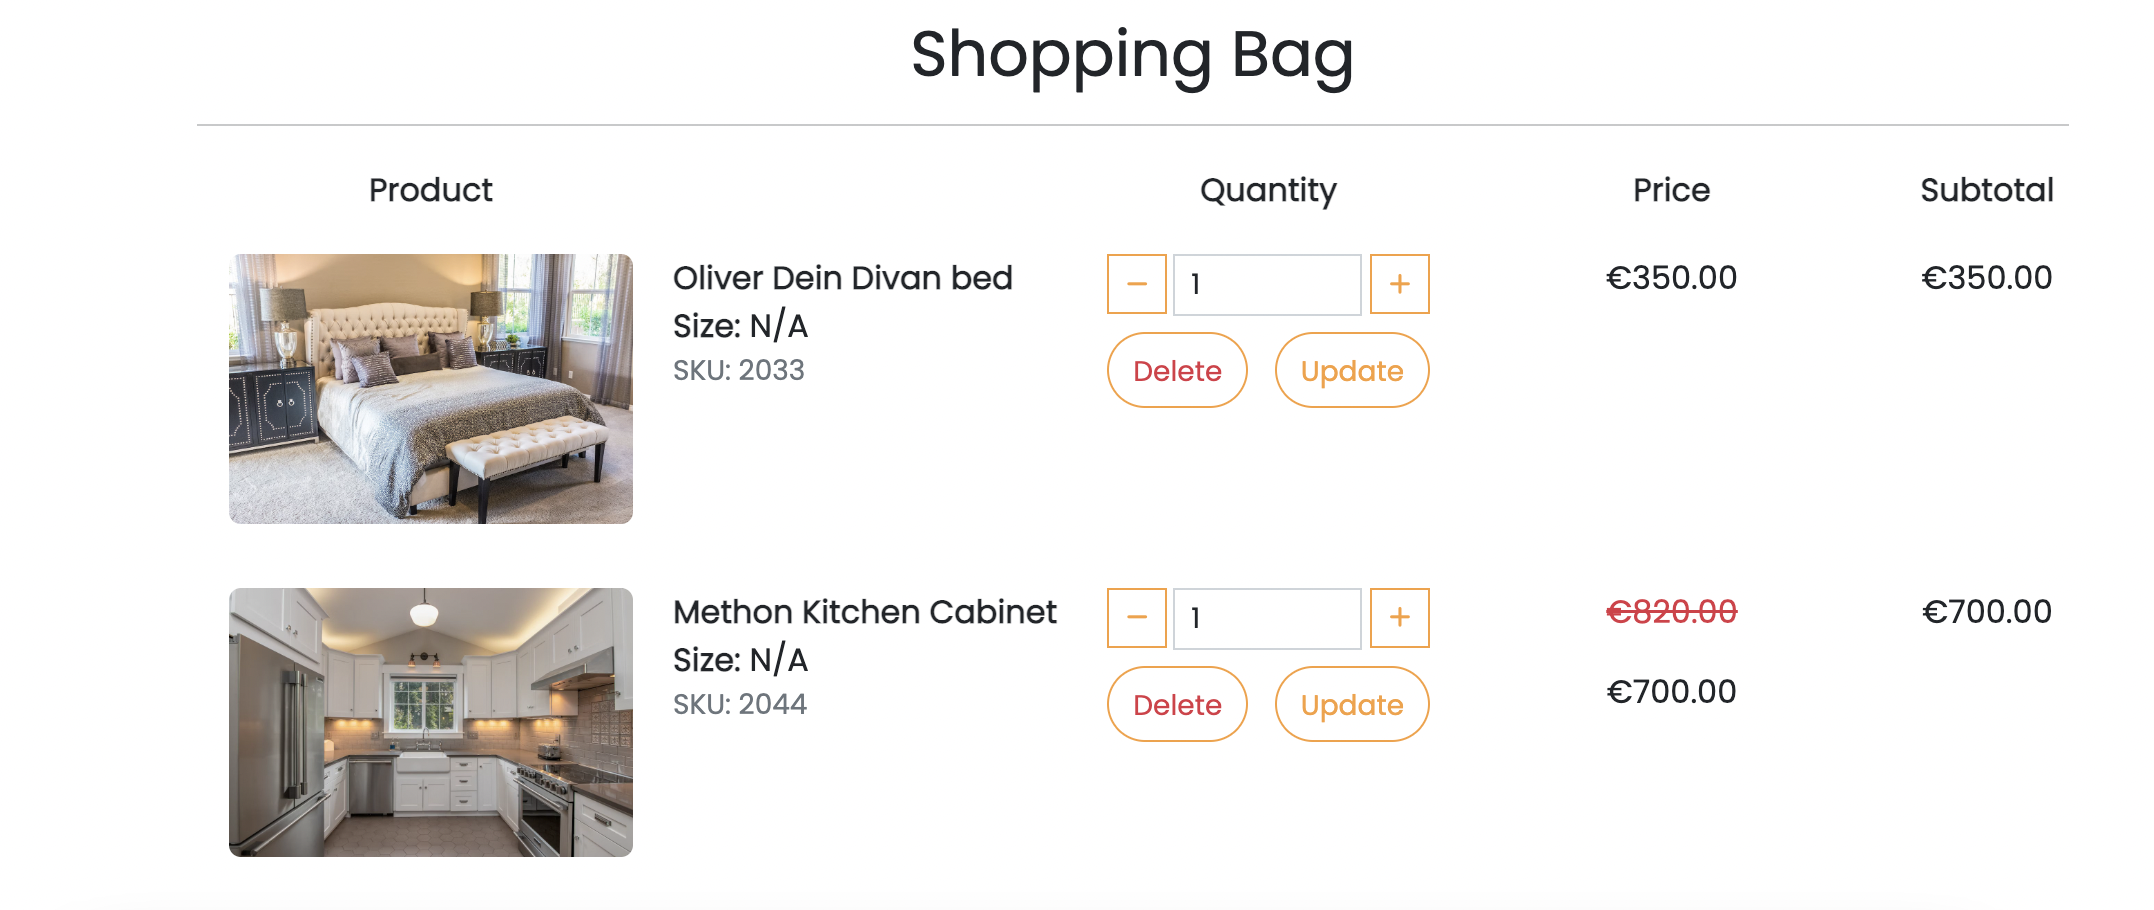 Shopping Bag
Product Quantity Price Subtotal
Oliver Dein Divan bed
Size: N/A
SKU: 2033
− 1 +
Delete Update
€350.00
€350.00
Methon Kitchen Cabinet
Size: N/A
SKU: 2044
− 1 +
Delete Update
€820.00
€700.00
€700.00